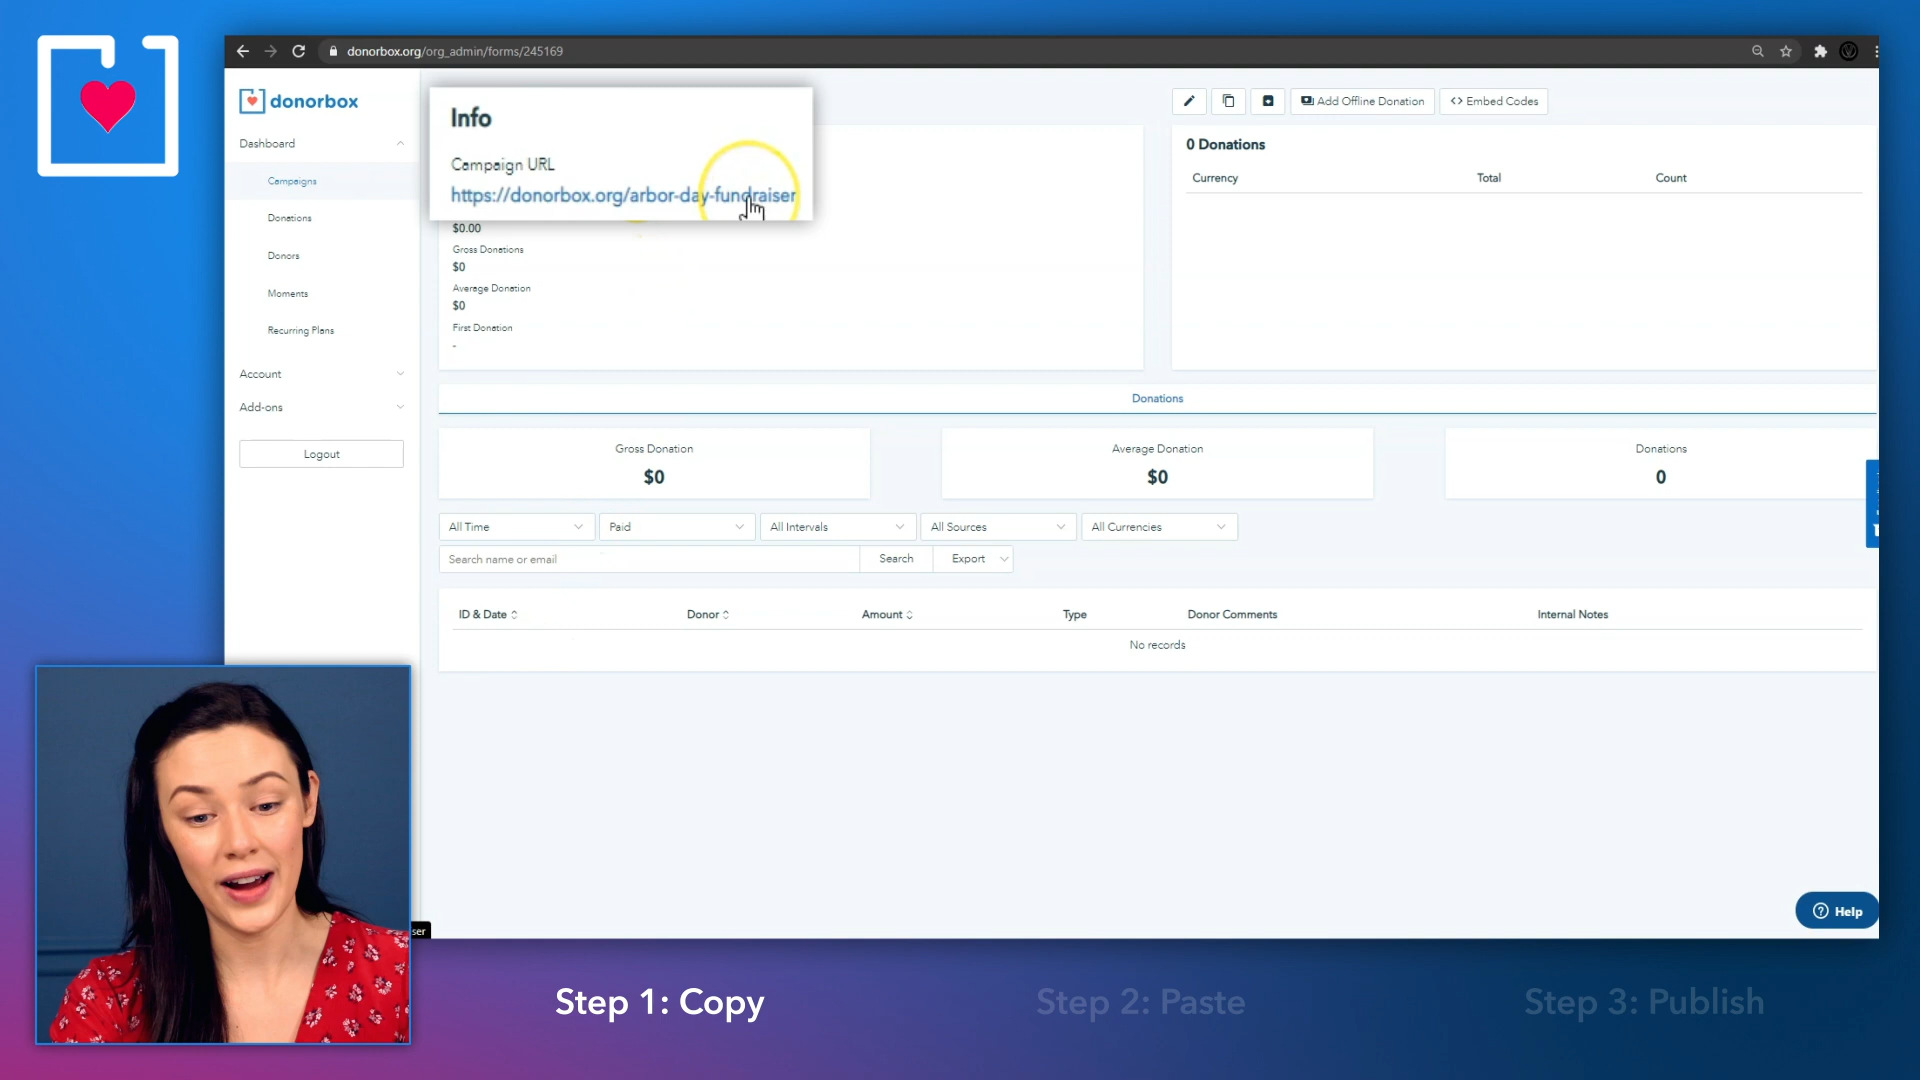 donorbox.org/org_admin/forms/245169
donorbox
Dashboard
Campaigns
Donations
Donors
Moments
Recurring Plans
Account
Add-ons
Logout
Info
Campaign URL
https://donorbox.org/arbor-day-fundraiser
$0.00
Gross Donations
$0
Average Donation
$0
First Donation
-
Add Offline Donation
<> Embed Codes
0 Donations
Currency Total Count
Donations
Gross Donation
$0
Average Donation
$0
Donations
0
All Time
Paid
All Intervals
All Sources
All Currencies
Search name or email
Search
Export
ID & Date Donor Amount Type Donor Comments Internal Notes
No records
ser
Help
Step 1: Copy
Step 2: Paste
Step 3: Publish